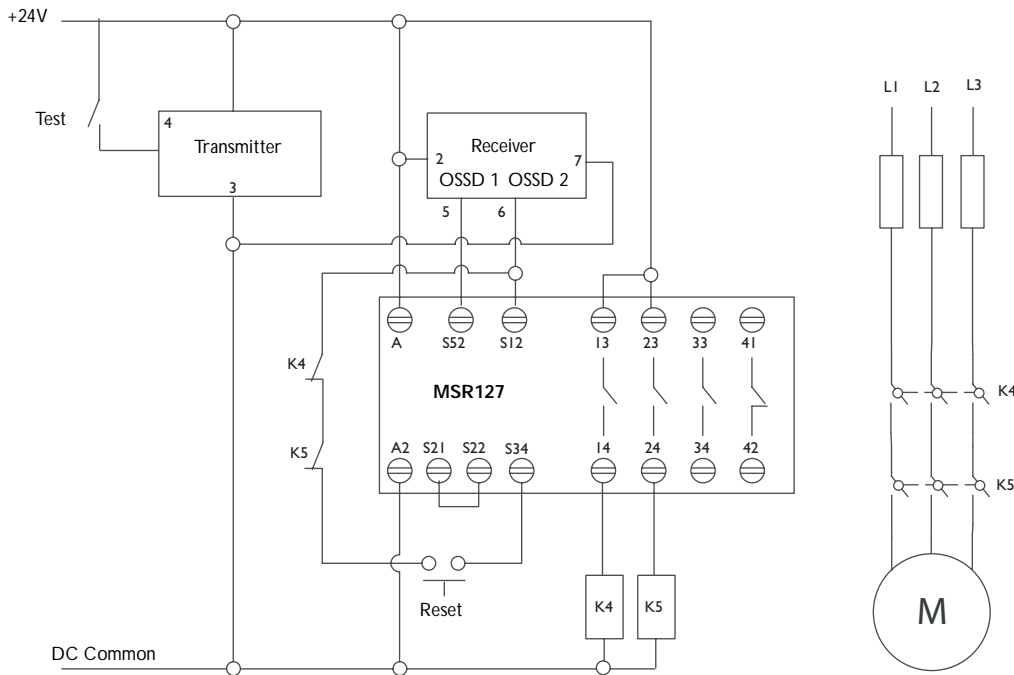 +24V
Test
4
Transmitter
3
Receiver
2
7
OSSD 1 OSSD 2
5
6
L1
L2
L3
A
S52
S12
13
23
33
41
K4
MSR127
K4
K5
A2
S21
S22
S34
14
24
34
42
K5
Reset
K4
K5
M
DC Common